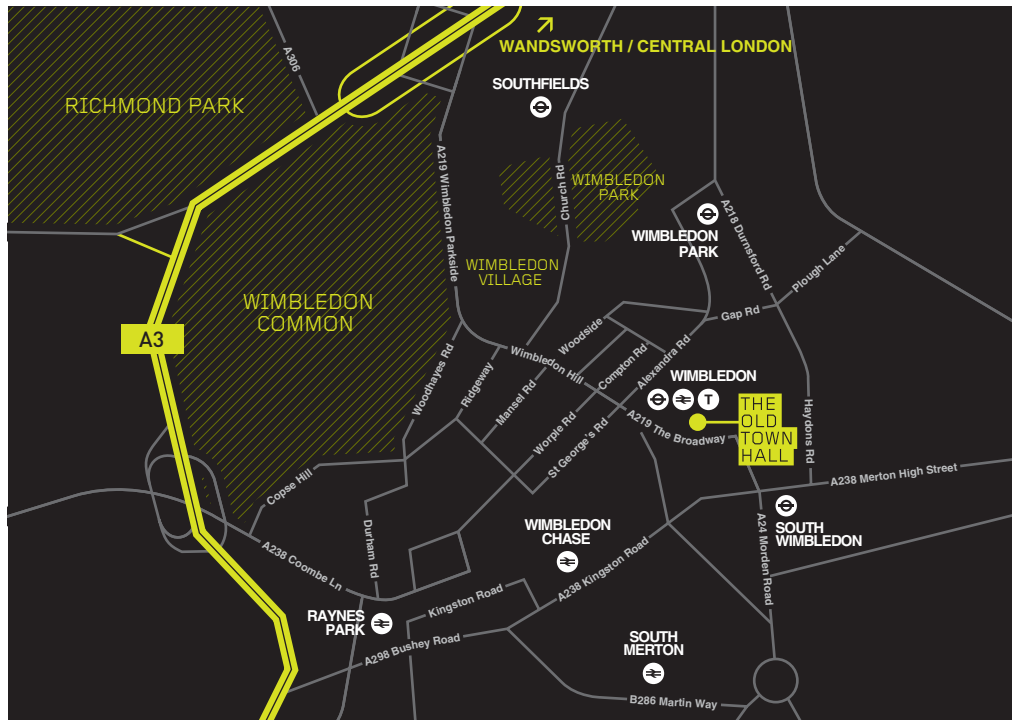 WANDSWORTH / CENTRAL LONDON
A306
SOUTHFIELDS
RICHMOND PARK
A219 Wimbledon Parkside
Church Rd
WIMBLEDON
PARK
A218 Durnsford Rd
WIMBLEDON
PARK
WIMBLEDON
VILLAGE
Plough Lane
WIMBLEDON
COMMON
Gap Rd
A3
Woodside
Wimbledon Hill
Compton Rd
Alexandra Rd
WIMBLEDON
T
Woodhayes Rd
Ridgeway
Mansel Rd
Worple Rd
St George's Rd
A219 The Broadway
THE
OLD
TOWN
HALL
Haydons Rd
A238 Merton High Street
Copse Hill
Durham Rd
WIMBLEDON
CHASE
SOUTH
WIMBLEDON
A238 Coombe Ln
A238 Kingston Road
A24 Morden Road
Kingston Road
RAYNES
PARK
A298 Bushey Road
SOUTH
MERTON
B286 Martin Way